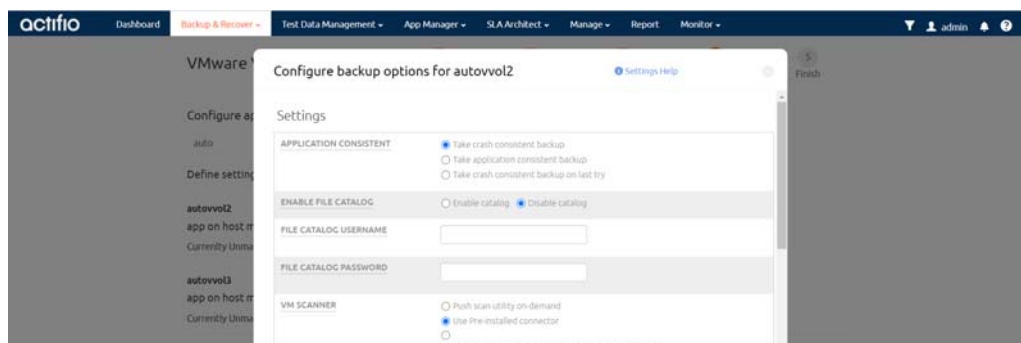 actifio Dashboard Backup & Recover Test Data Management App Manager SLA Architect Manage Report Monitor admin
VMware
Configure backup options for autovvol2 Settings Help
5
Finish
Configure ap
Settings
auto
APPLICATION CONSISTENT Take crash consistent backup
Take application consistent backup
Take crash consistent backup on last try
Define setting
ENABLE FILE CATALOG Enable catalog Disable catalog
autovvol2
app on host m
Currently Unma
FILE CATALOG USERNAME
FILE CATALOG PASSWORD
autovvol3
app on host m
Currently Unma
VM SCANNER Push scan utility on-demand
Use Pre-installed connector